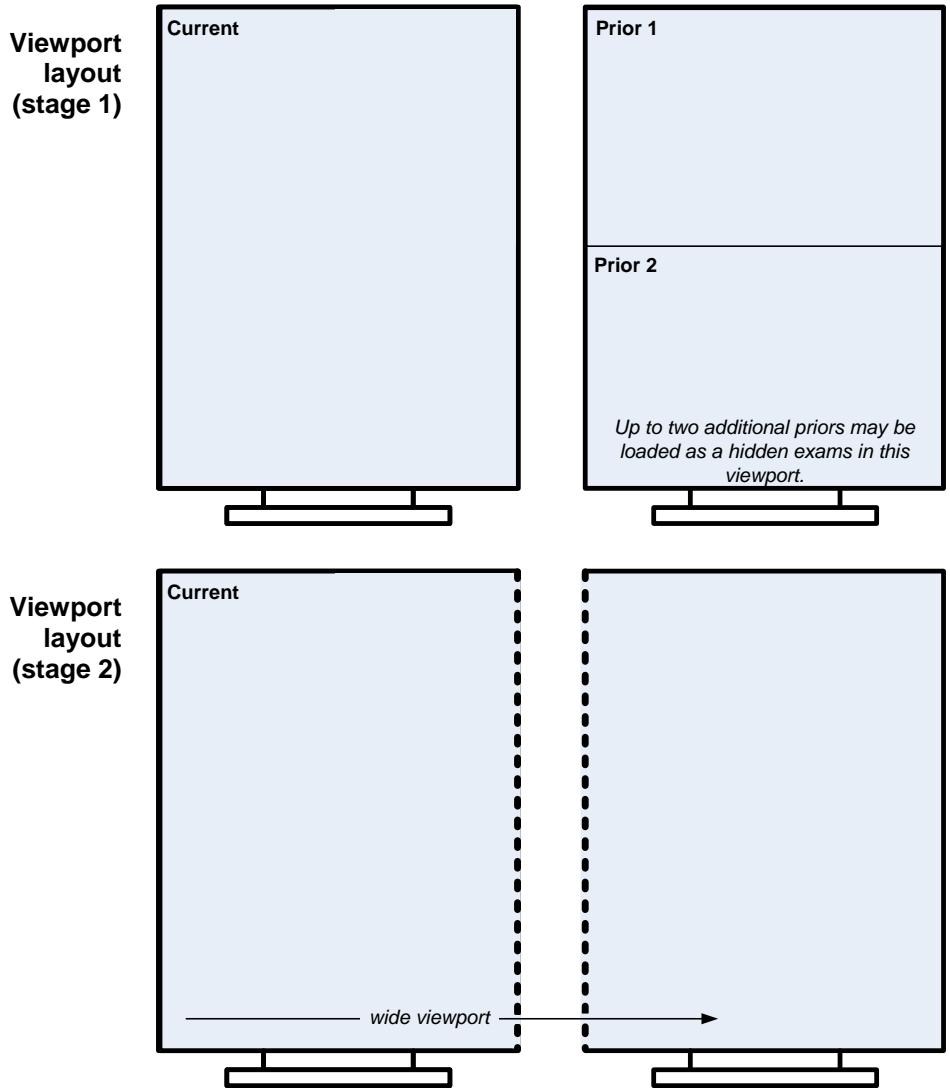 Viewport
layout
(stage 1)
Current
Prior 1
Prior 2
Up to two additional priors may be
loaded as a hidden exams in this
viewport.
Viewport
layout
(stage 2)
Current
wide viewport